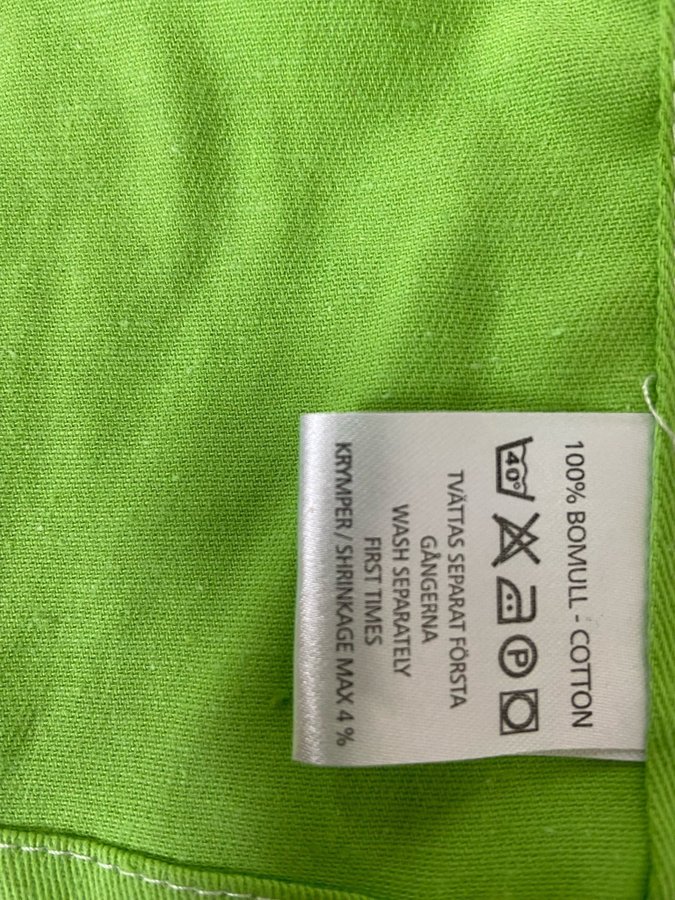 100% BOMULL - COTTON
40°
P
TVÄTTAS SEPARAT FÖRSTA
GÅNGERNA
WASH SEPARATELY
FIRST TIMES
KRYMPER / SHRINKAGE MAX 4 %